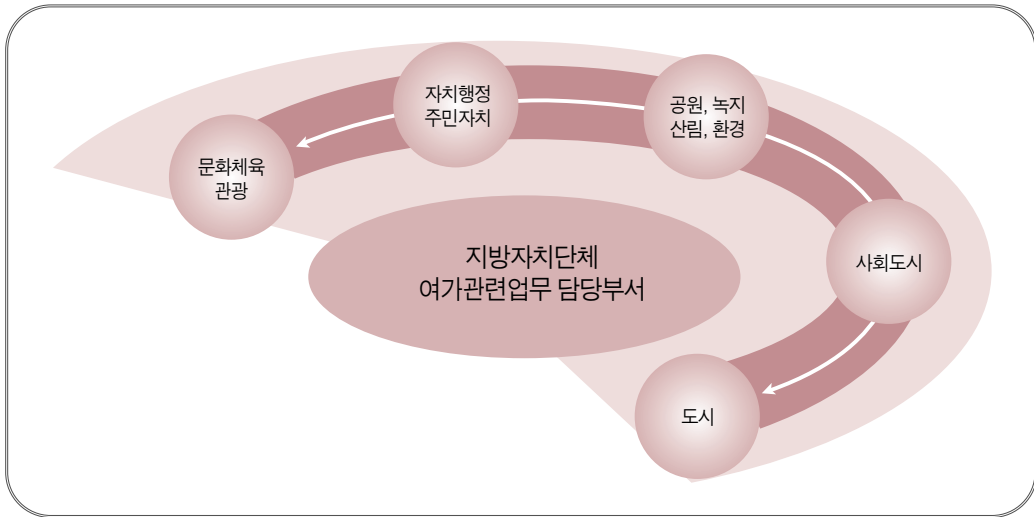 자치행정
주민자치
공원, 녹지
산림, 환경
문화체육
관광
사회도시
지방자치단체
여가관련업무 담당부서
도시